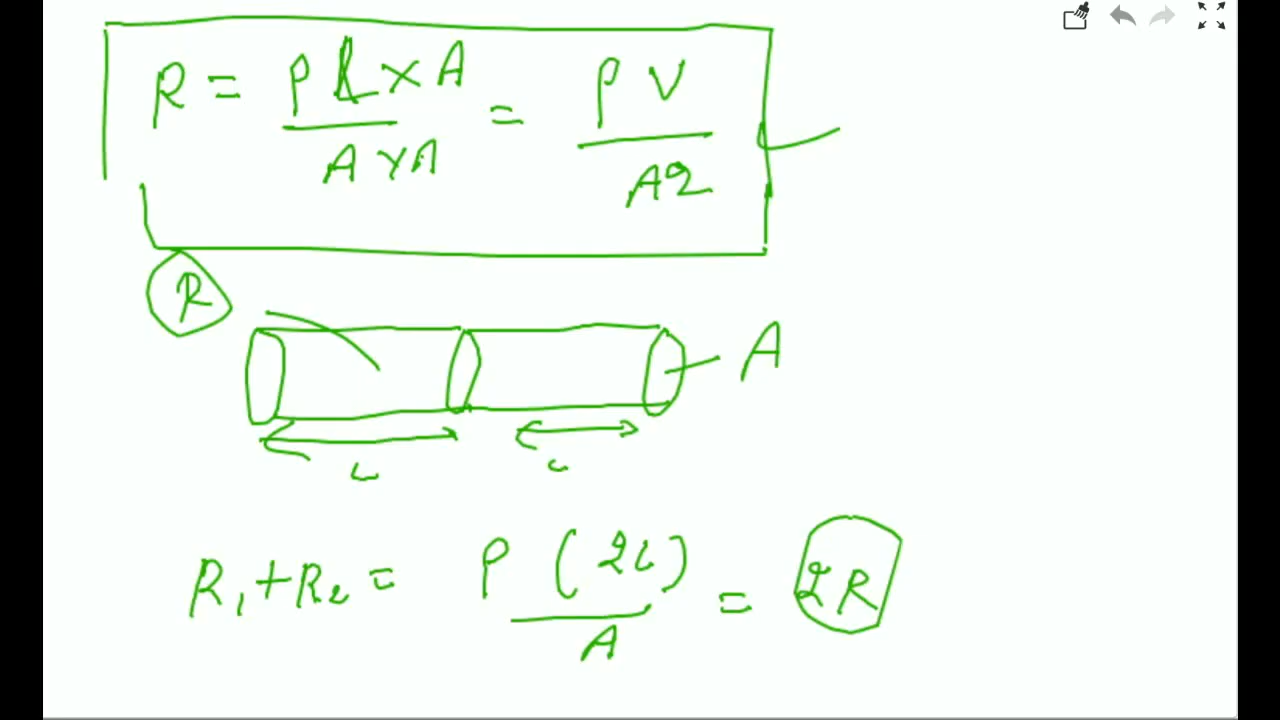 R = ρL×A / A×A = ρV / A2
R
A
L L
R1+R2 = ρ(2L) / A = 2R